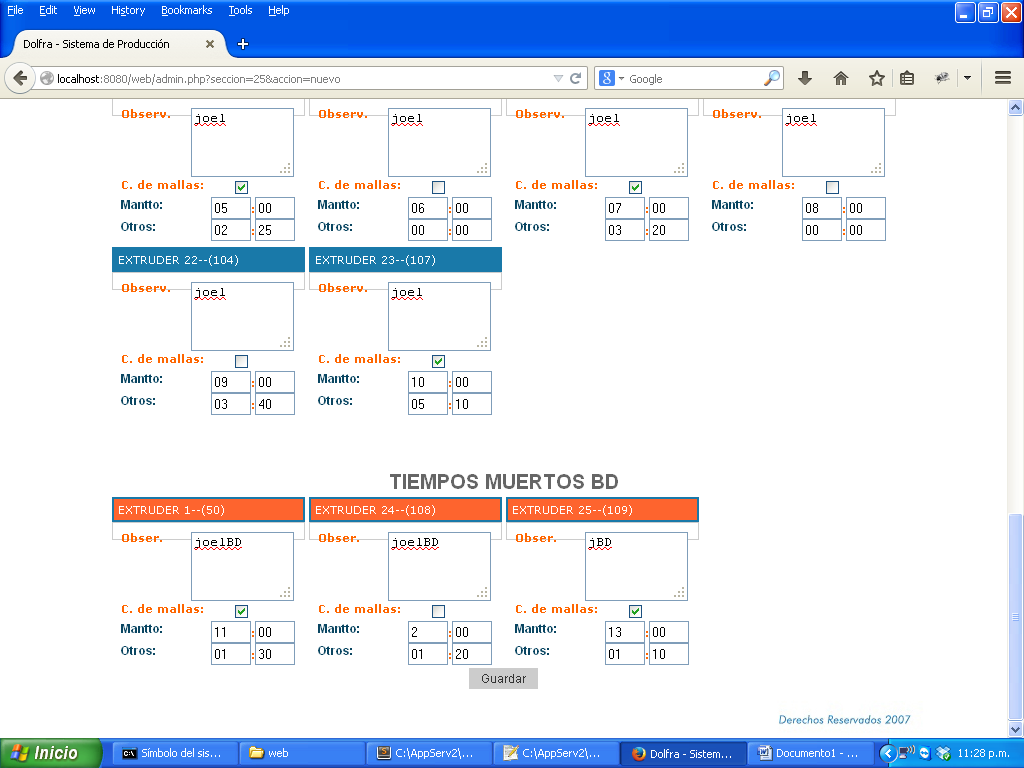 File Edit View History Bookmarks Tools Help
Dolfra - Sistema de Producción
localhost:8080/web/admin.php?seccion=25&accion=nuevo
Google
Observ. joel Observ. joel Observ. joel Observ. joel
C. de mallas: C. de mallas: C. de mallas: C. de mallas:
Mantto: 05 : 00 Mantto: 06 : 00 Mantto: 07 : 00 Mantto: 08 : 00
Otros: 02 : 25 Otros: 00 : 00 Otros: 03 : 20 Otros: 00 : 00
EXTRUDER 22--(104) EXTRUDER 23--(107)
Observ. joel Observ. joel
C. de mallas: C. de mallas:
Mantto: 09 : 00 Mantto: 10 : 00
Otros: 03 : 40 Otros: 05 : 10
TIEMPOS MUERTOS BD
EXTRUDER 1--(50) EXTRUDER 24--(108) EXTRUDER 25--(109)
Obser. joelBD Obser. joelBD Obser. jBD
C. de mallas: C. de mallas: C. de mallas:
Mantto: 11 : 00 Mantto: 2 : 00 Mantto: 13 : 00
Otros: 01 : 30 Otros: 01 : 20 Otros: 01 : 10
Guardar
Derechos Reservados 2007
Inicio Símbolo del sis... web C:\AppServ2\... C:\AppServ2\... Dolfra - Sistem... Documento1 - ... 11:28 p.m.